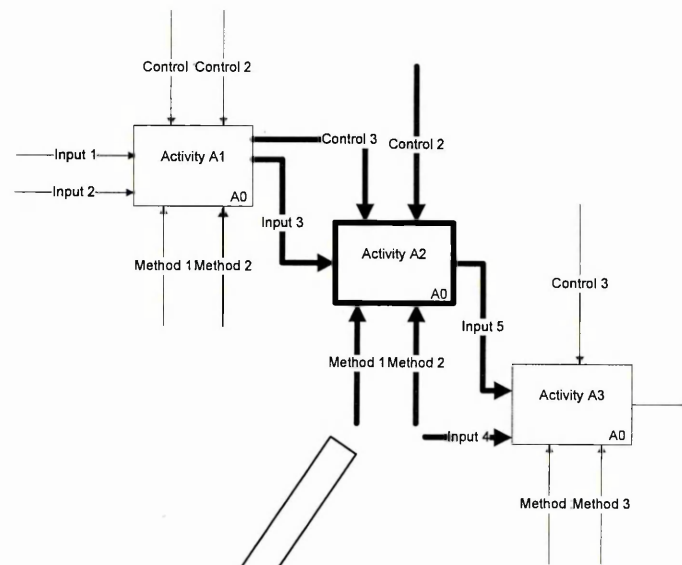 Control Control 2
Input 1
Activity A1
Input 2
A0
Method 1 Method 2
Control 3
Control 2
Input 3
Activity A2
A0
Method 1 Method 2
Control 3
Input 5
Activity A3
Input 4
A0
Method Method 3